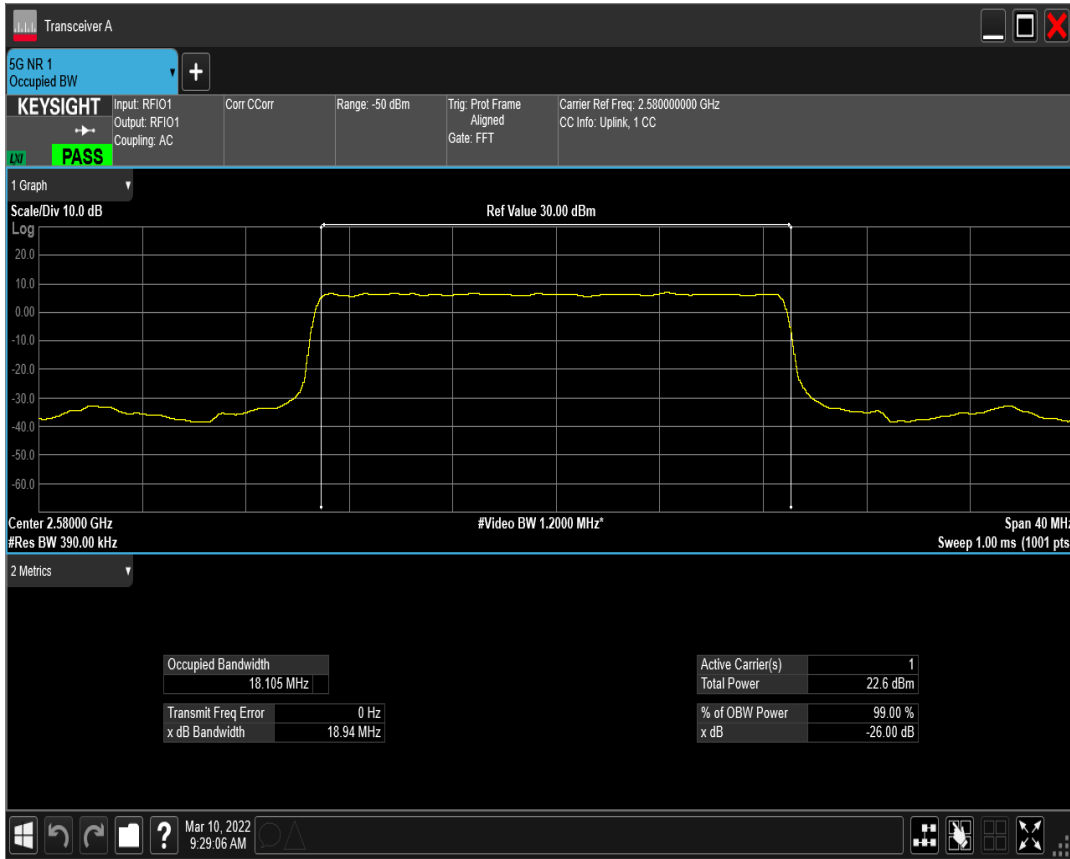 Transceiver A
5G NR 1
Occupied BW
KEYSIGHT
LXI
PASS
Input: RFIO1
Output: RFIO1
Coupling: AC
Corr CCorr
Range: -50 dBm
Trig: Prot Frame
Aligned
Gate: FFT
Carrier Ref Freq: 2.580000000 GHz
CC Info: Uplink, 1 CC
1 Graph
Scale/Div 10.0 dB
Ref Value 30.00 dBm
Log
20.0
10.0
0.00
-10.0
-20.0
-30.0
-40.0
-50.0
-60.0
Center 2.58000 GHz
#Video BW 1.2000 MHz*
Span 40 MHz
#Res BW 390.00 kHz
Sweep 1.00 ms (1001 pts
2 Metrics
Occupied Bandwidth
18.105 MHz
Transmit Freq Error 0 Hz
x dB Bandwidth 18.94 MHz
Active Carrier(s) 1
Total Power 22.6 dBm
% of OBW Power 99.00 %
x dB -26.00 dB
?
Mar 10, 2022
9:29:06 AM